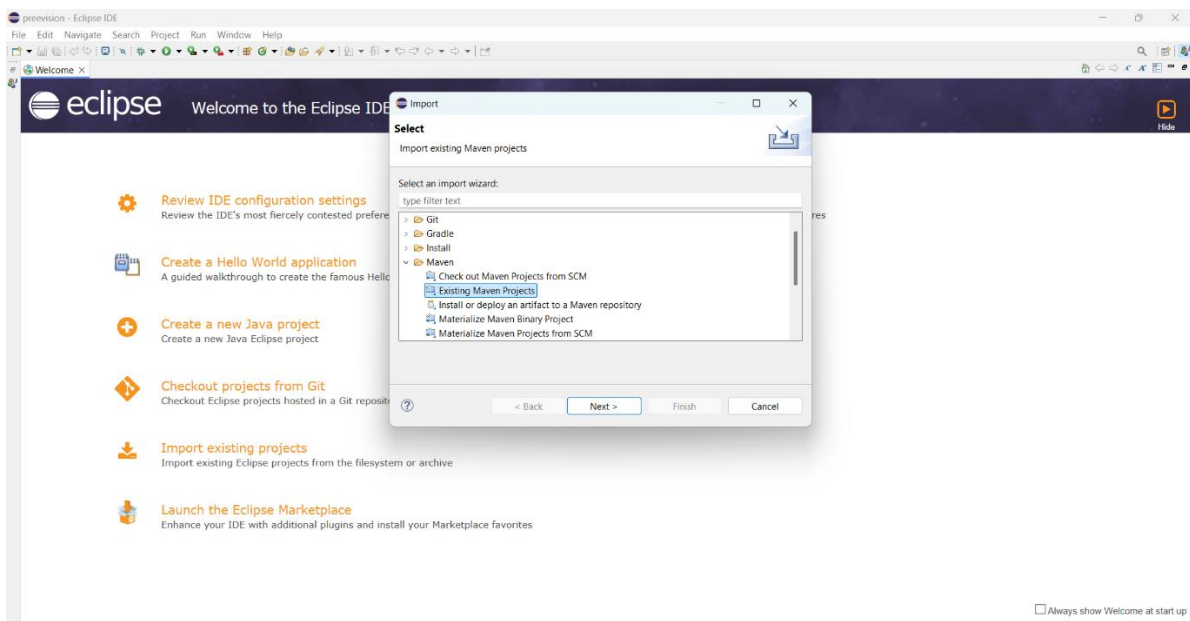 preevision - Eclipse IDE
File Edit Navigate Search Project Run Window Help
Welcome
eclipse
Welcome to the Eclipse IDE
Hide
Import
Select
Import existing Maven projects
Select an import wizard:
type filter text
Git
Gradle
Install
Maven
Check out Maven Projects from SCM
Existing Maven Projects
Install or deploy an artifact to a Maven repository
Materialize Maven Binary Project
Materialize Maven Projects from SCM
< Back Next > Finish Cancel
Review IDE configuration settings
Review the IDE's most fiercely contested prefere
res
Create a Hello World application
A guided walkthrough to create the famous Hello
Create a new Java project
Create a new Java Eclipse project
Checkout projects from Git
Checkout Eclipse projects hosted in a Git reposit
Import existing projects
Import existing Eclipse projects from the filesystem or archive
Launch the Eclipse Marketplace
Enhance your IDE with additional plugins and install your Marketplace favorites
Always show Welcome at start up